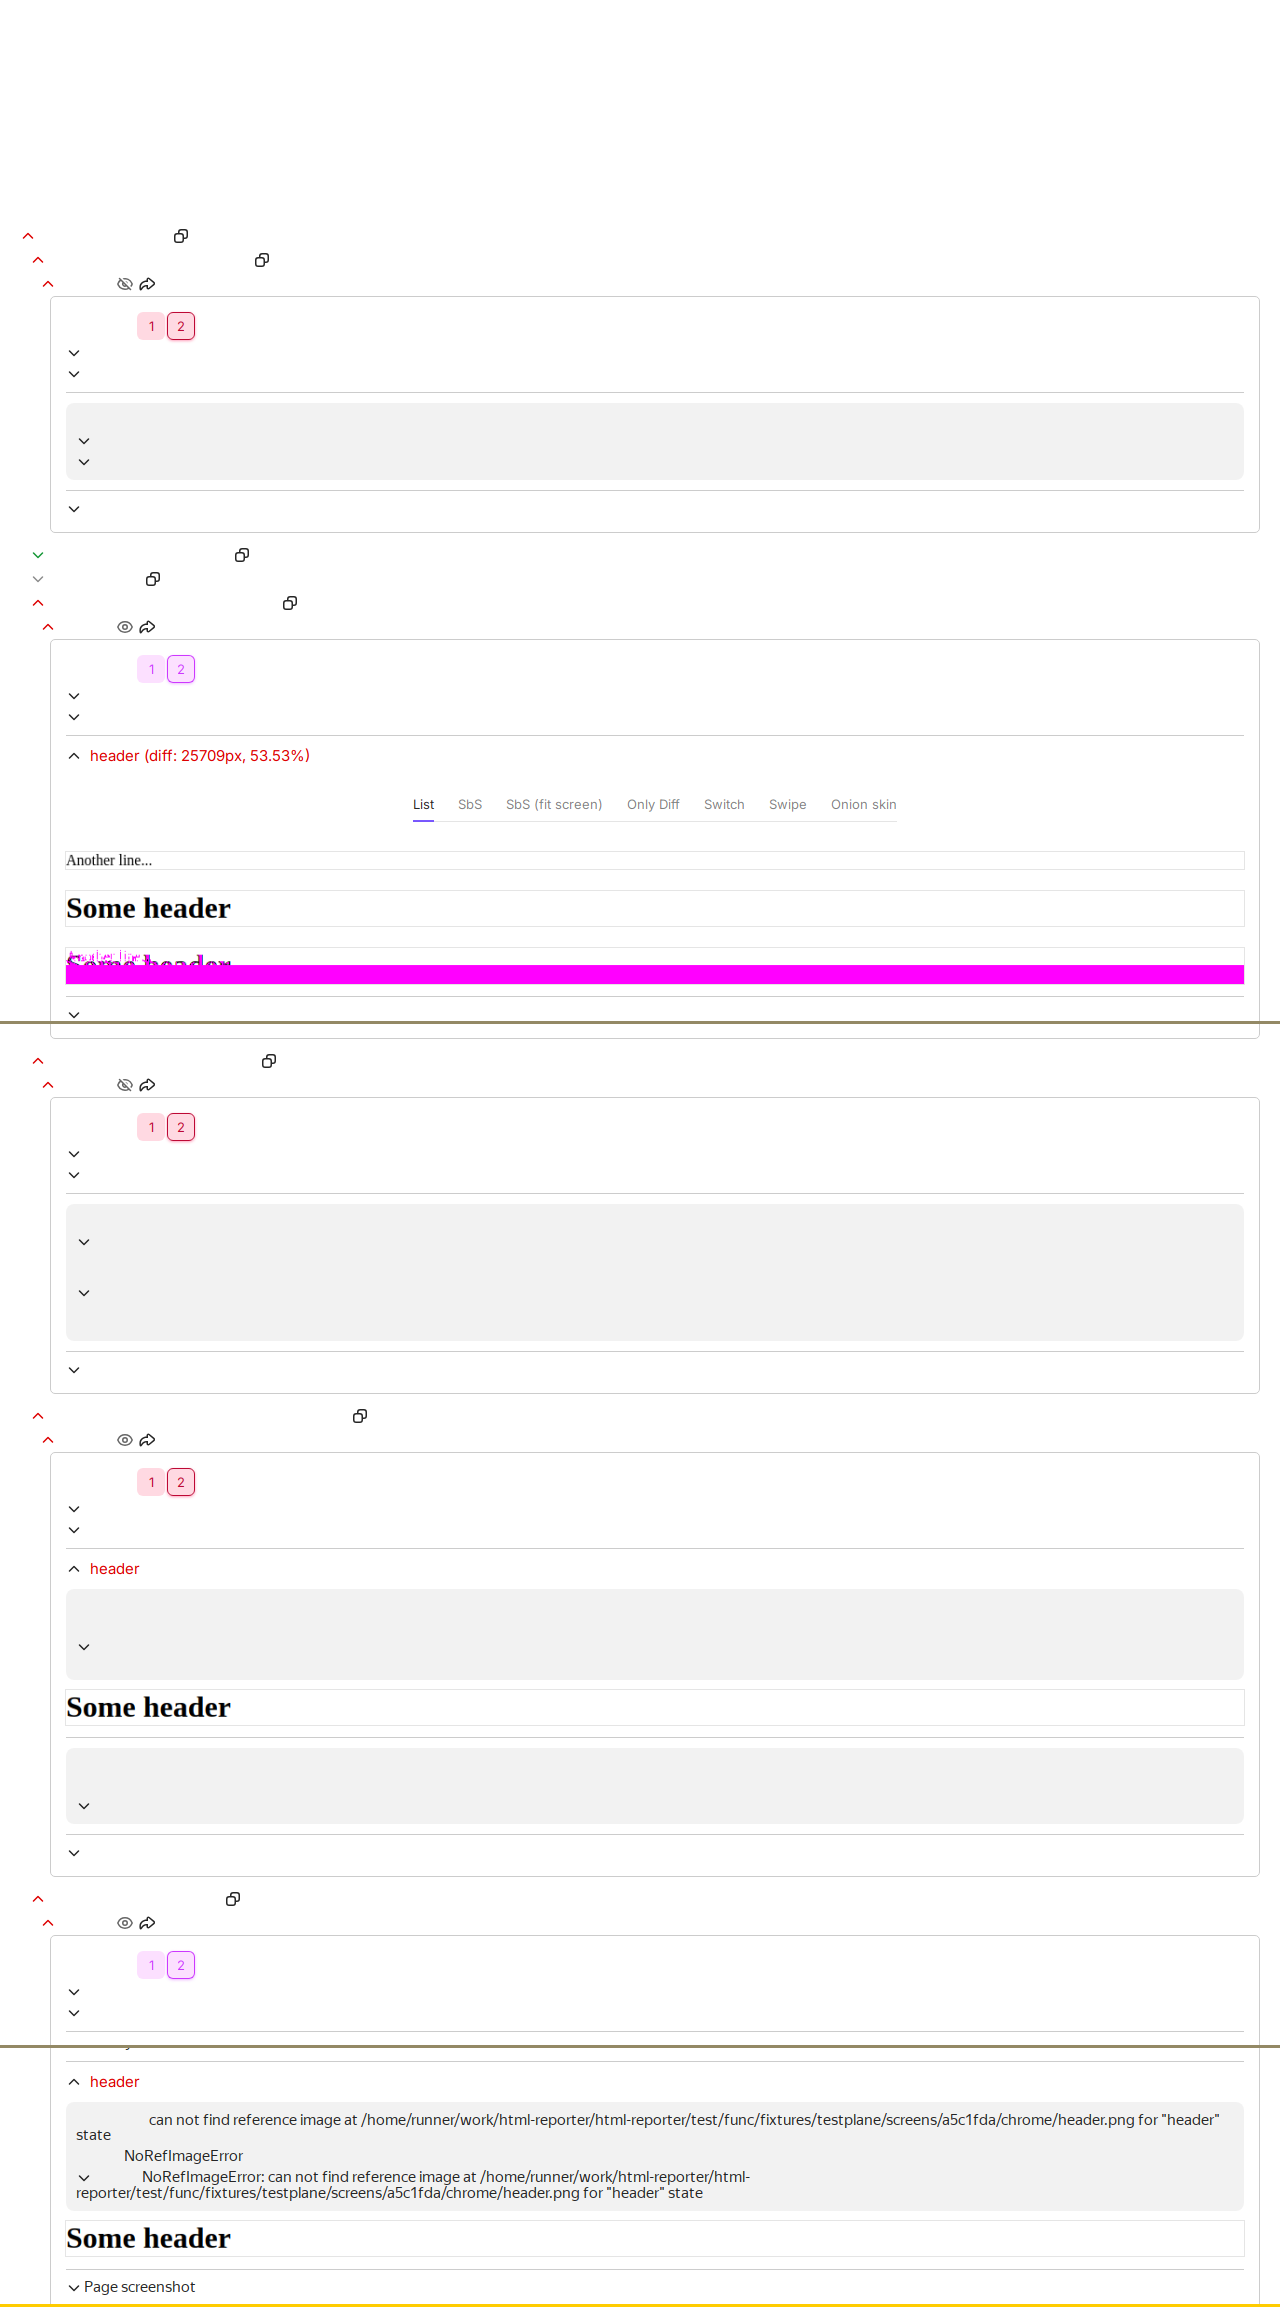 1 2
1 2
header (diff: 25709px, 53.53%)
List SbS SbS (fit screen) Only Diff Switch Swipe Onion skin
Another line...
Some header
Another line...
Some header
1 2
1 2
header
Some header
1 2
header
can not find reference image at /home/runner/work/html-reporter/html-reporter/test/func/fixtures/testplane/screens/a5c1fda/chrome/header.png for "header"
state
NoRefImageError
NoRefImageError: can not find reference image at /home/runner/work/html-reporter/html-
reporter/test/func/fixtures/testplane/screens/a5c1fda/chrome/header.png for "header" state
Some header
Page screenshot